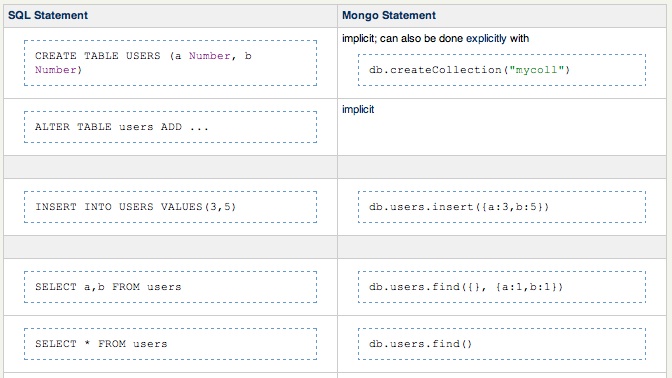 SQL Statement
Mongo Statement
CREATE TABLE USERS (a Number, b
Number)
implicit; can also be done explicitly with
db.createCollection("mycoll")
ALTER TABLE users ADD ...
implicit
INSERT INTO USERS VALUES(3,5)
db.users.insert({a:3,b:5})
SELECT a,b FROM users
db.users.find({}, {a:1,b:1})
SELECT * FROM users
db.users.find()